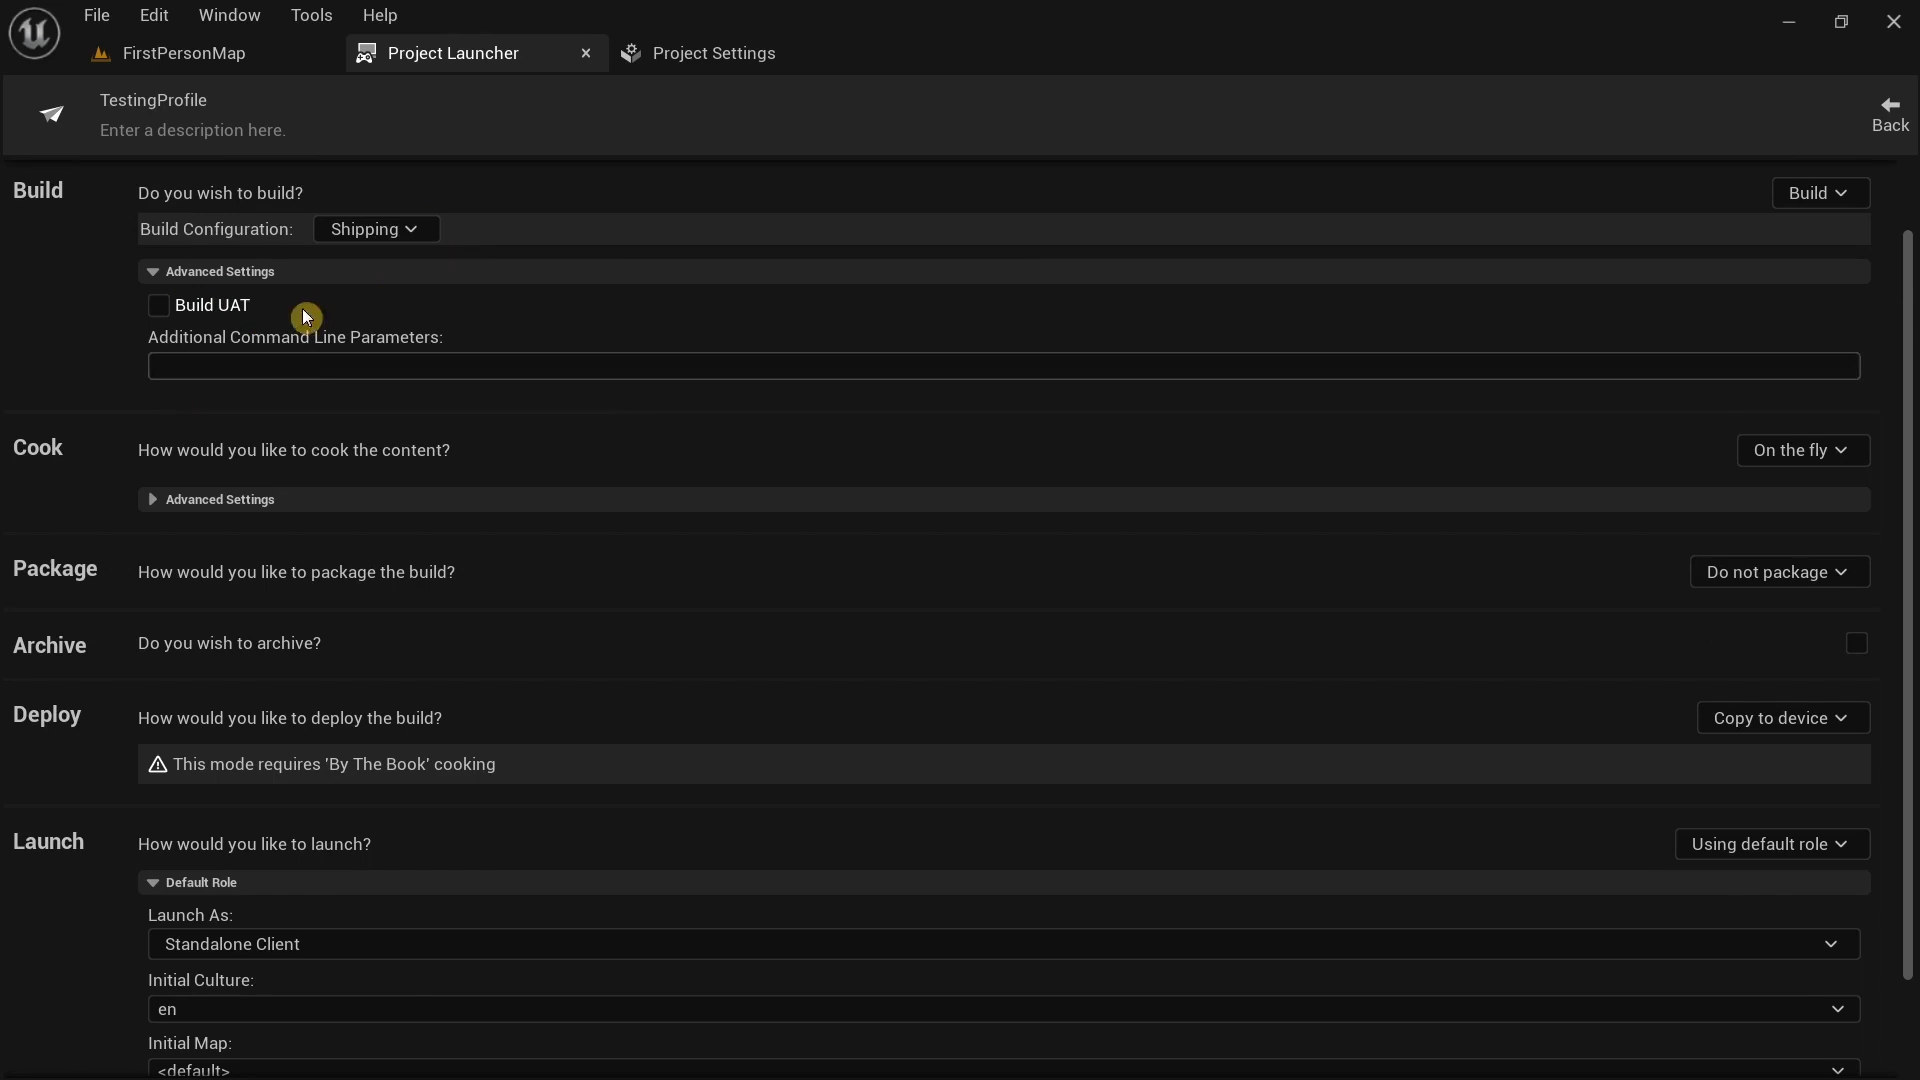 File Edit Window Tools Help
FirstPersonMap Project Launcher Project Settings
TestingProfile
Enter a description here.
Back
Build Do you wish to build? Build
Build Configuration: Shipping
Advanced Settings
Build UAT
Additional Command Line Parameters:
Cook How would you like to cook the content? On the fly
Advanced Settings
Package How would you like to package the build? Do not package
Archive Do you wish to archive?
Deploy How would you like to deploy the build? Copy to device
This mode requires 'By The Book' cooking
Launch How would you like to launch? Using default role
Default Role
Launch As:
Standalone Client
Initial Culture:
en
Initial Map:
<default>